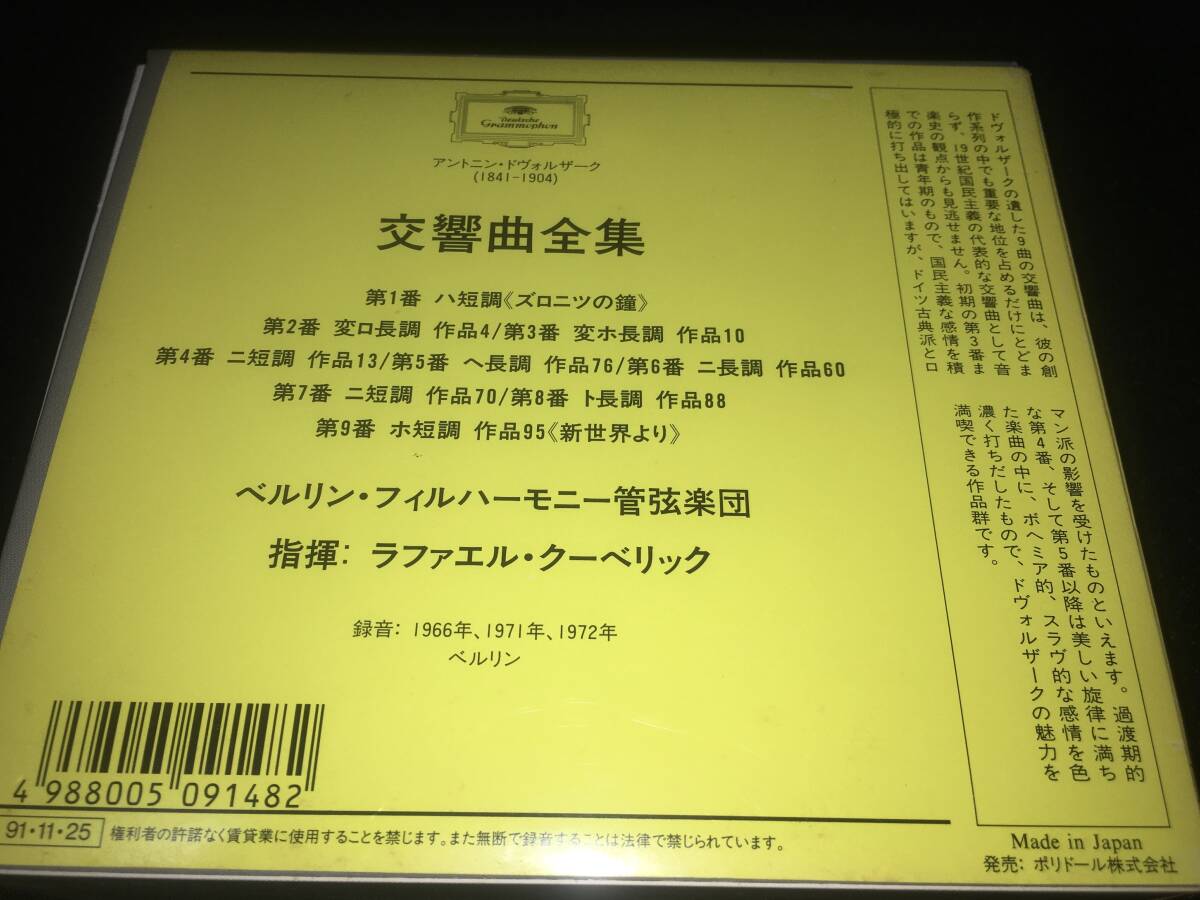 Deutsche
Grammophon
アントニン・ドヴォルザーク
(1841-1904)
交響曲全集
第1番 ハ短調《ズロニツの鐘》
第2番 変ロ長調 作品4/第3番 変ホ長調 作品10
第4番 ニ短調 作品13/第5番 ヘ長調 作品76/第6番 ニ長調 作品60
第7番 ニ短調 作品70/第8番 ト長調 作品88
第9番 ホ短調 作品95《新世界より》
ベルリン・フィルハーモニー管弦楽団
指揮: ラファエル・クーベリック
録音: 1966年、1971年、1972年
ベルリン
ドヴォルザークの遺した9曲の交響曲は、彼の創
作系列の中でも重要な地位を占めるだけにとどま
らず、19世紀国民主義の代表的な交響曲として音
楽史の観点からも見逃せません。初期の第3番ま
での作品は青年期のもので、国民主義な感情を積
極的に打ち出してはいますが、ドイツ古典派とロ
マン派の影響を受けたものといえます。過渡期的
な第4番、そして第5番以降は美しい旋律に満ち
た楽曲の中に、ボヘミア的、スラヴ的な感情を色
濃く打ちだしたもので、ドヴォルザークの魅力を
満喫できる作品群です。
4 988005 091482
91・11・25
権利者の許諾なく賃貸業に使用することを禁じます。また無断で録音することは法律で禁じられています。
Made in Japan
発売: ポリドール株式会社